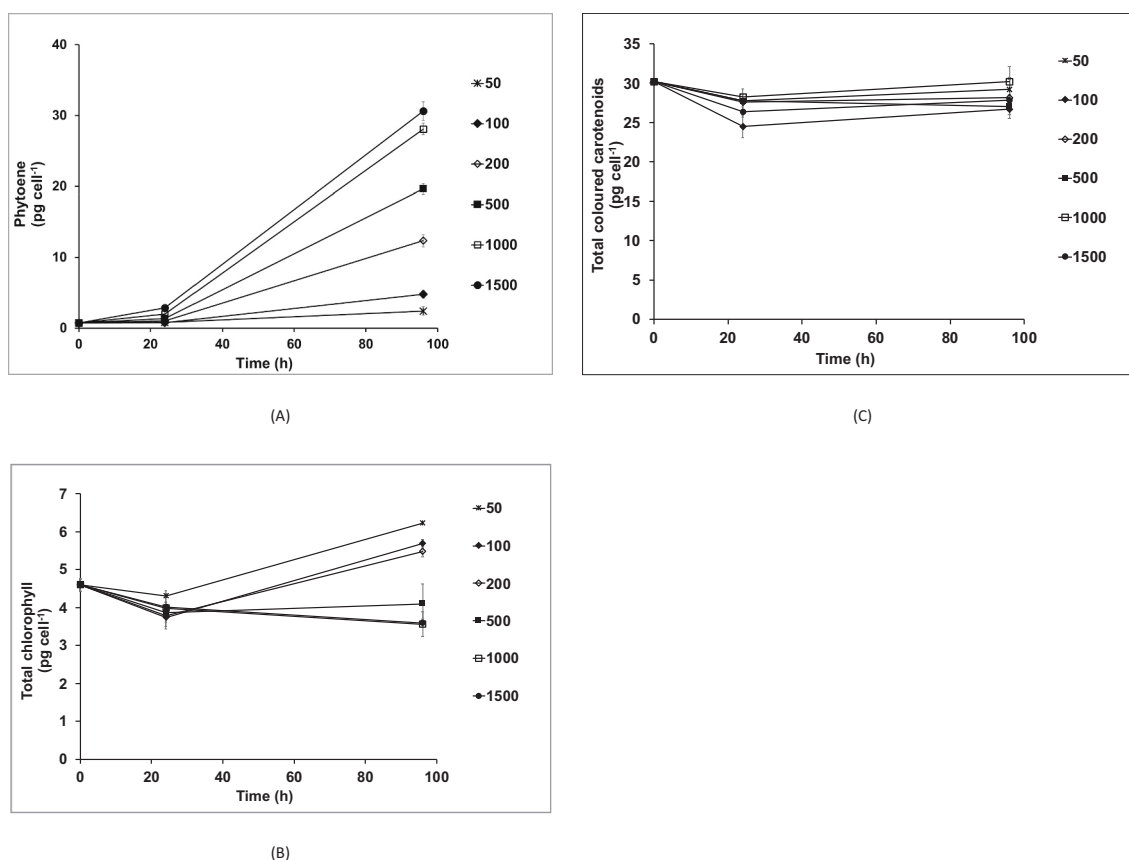 40
30
20
10
0
Phytoene
(pg cell-1)
0 20 40 60 80 100
Time (h)
50
100
200
500
1000
1500
(A)
35
30
25
20
15
10
5
0
Total coloured carotenoids
(pg cell-1)
0 20 40 60 80 100
Time (h)
50
100
200
500
1000
1500
(C)
7
6
5
4
3
2
1
0
Total chlorophyll
(pg cell-1)
0 20 40 60 80 100
Time (h)
50
100
200
500
1000
1500
(B)